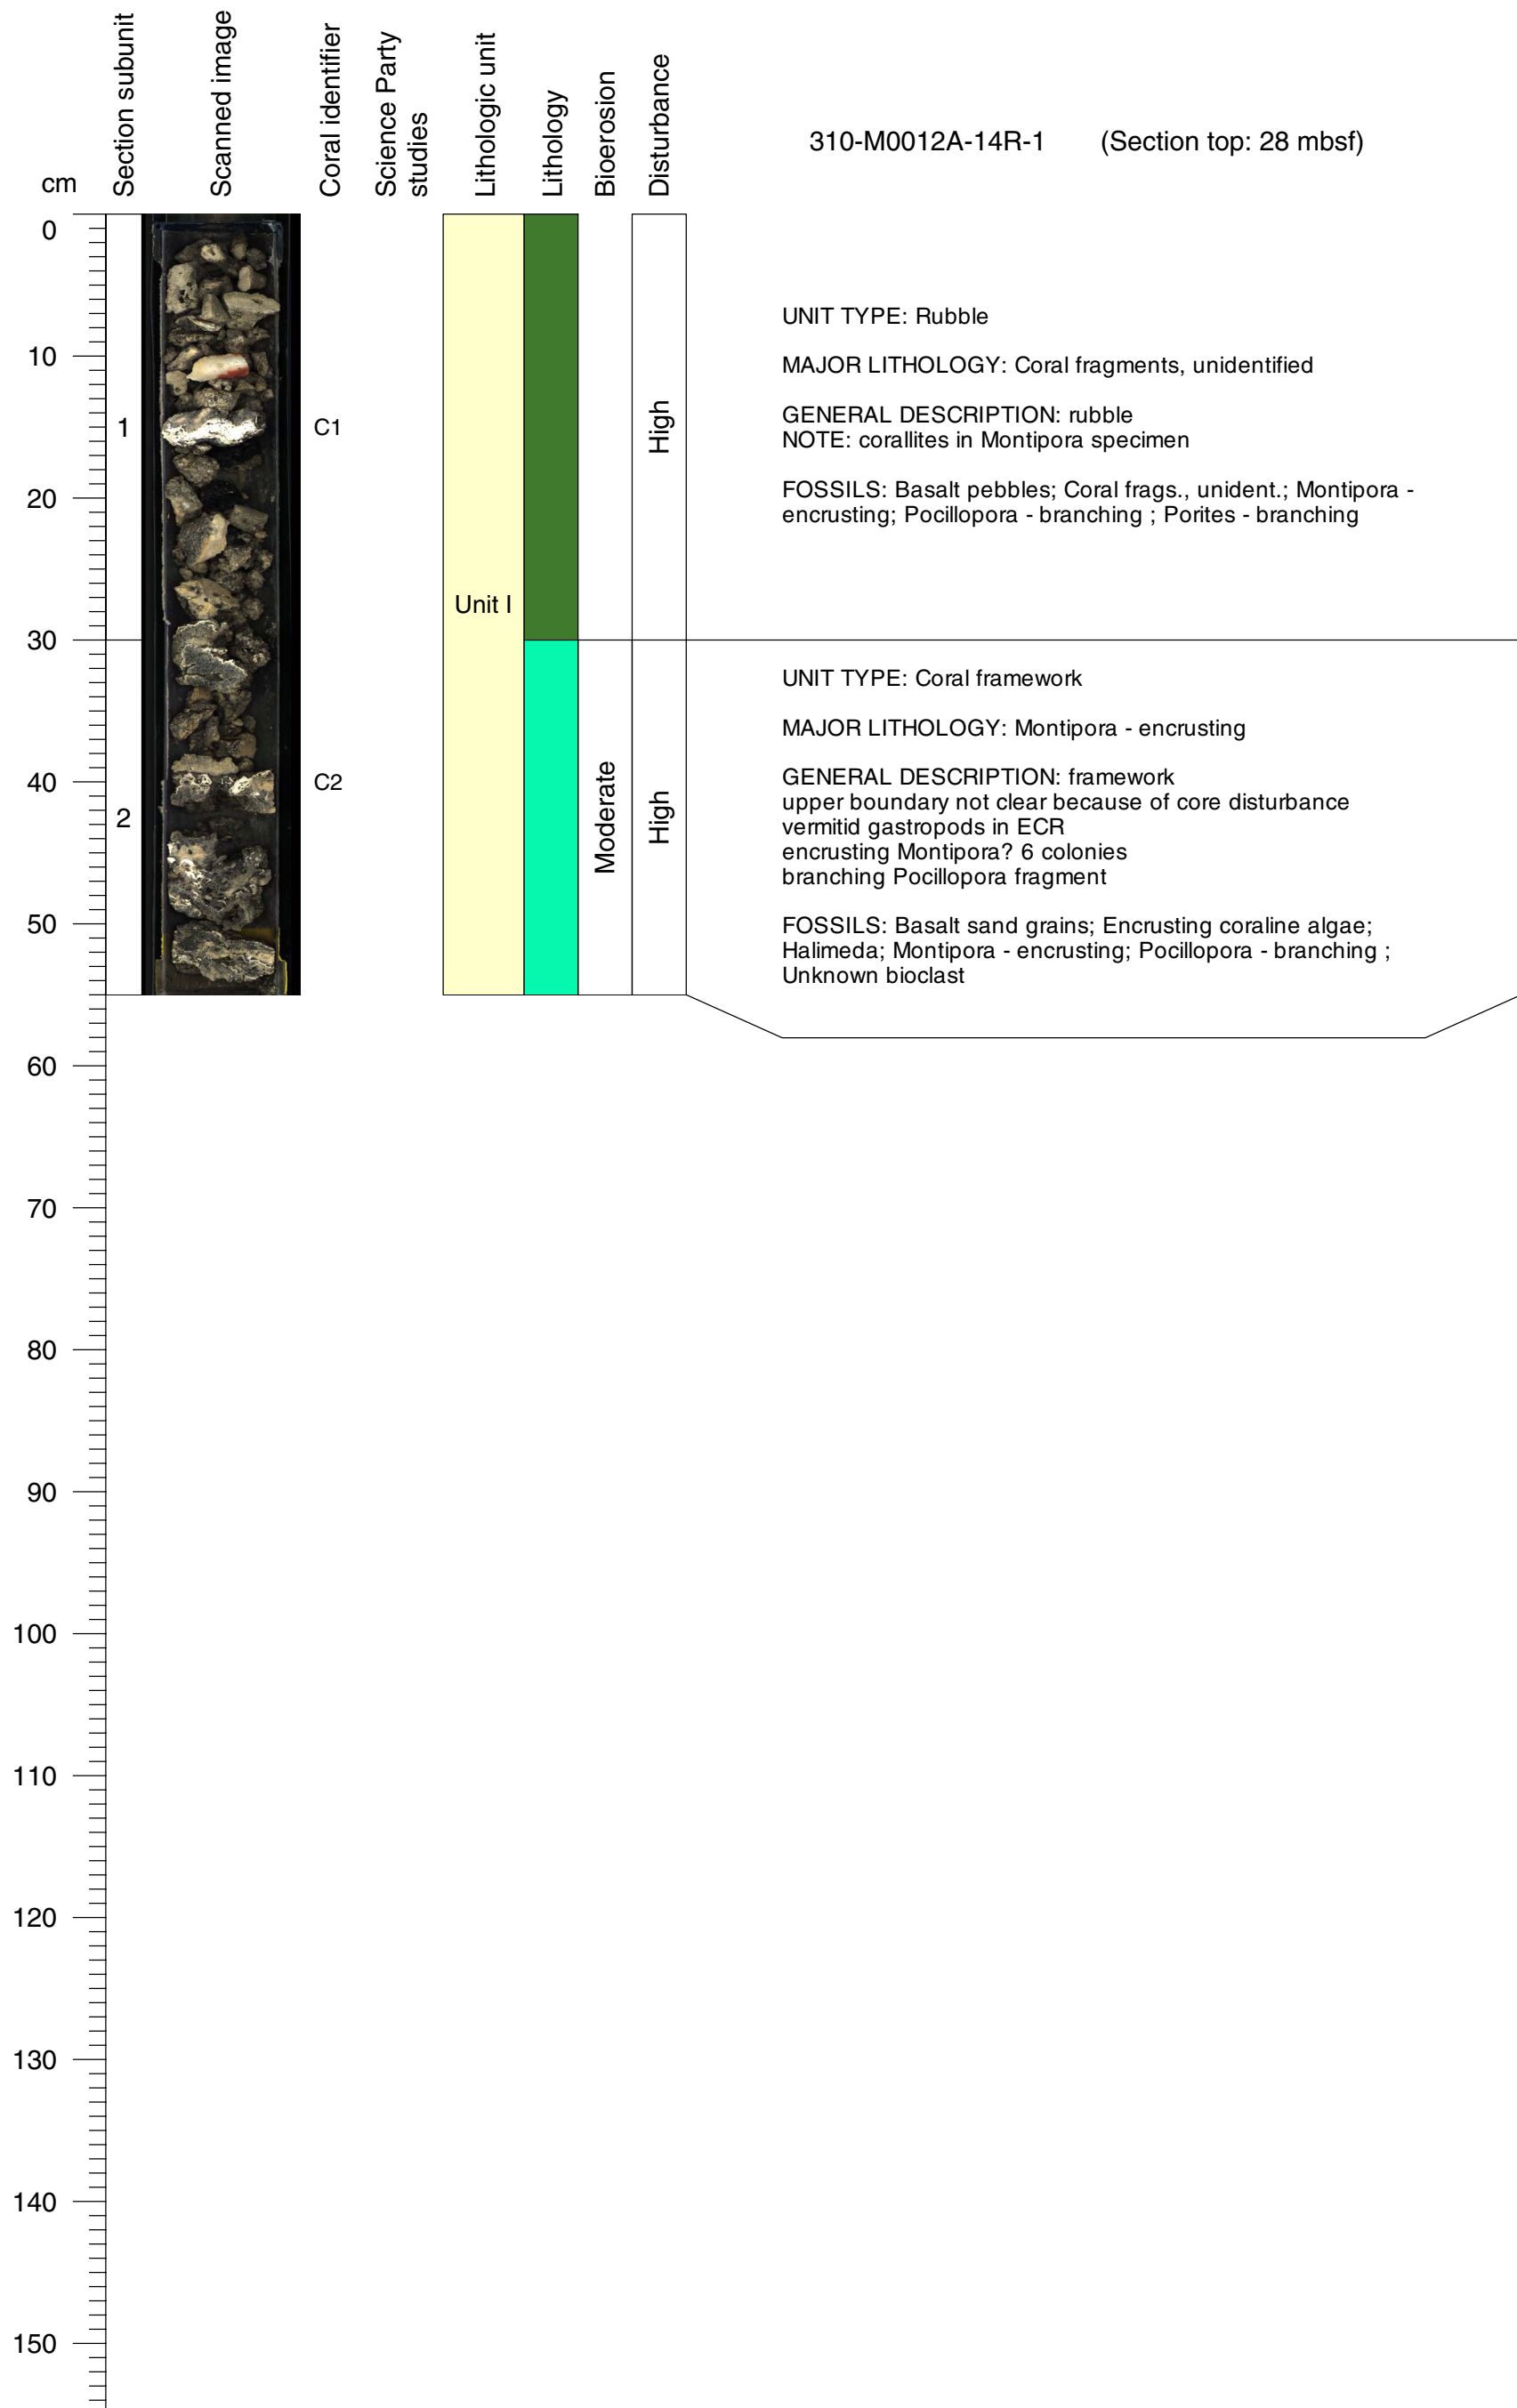 Section subunit
Scanned image
Coral identifier
Science Party
studies
Lithologic unit
Lithology
Bioerosion
Disturbance
310-M0012A-14R-1 (Section top: 28 mbsf)
cm
0
10
20
30
40
50
60
70
80
90
100
110
120
130
140
150
1
2
C1
C2
Unit I
Moderate
High
High
UNIT TYPE: Rubble
MAJOR LITHOLOGY: Coral fragments, unidentified
GENERAL DESCRIPTION: rubble
NOTE: corallites in Montipora specimen
FOSSILS: Basalt pebbles; Coral frags., unident.; Montipora -
encrusting; Pocillopora - branching ; Porites - branching
UNIT TYPE: Coral framework
MAJOR LITHOLOGY: Montipora - encrusting
GENERAL DESCRIPTION: framework
upper boundary not clear because of core disturbance
vermitid gastropods in ECR
encrusting Montipora? 6 colonies
branching Pocillopora fragment
FOSSILS: Basalt sand grains; Encrusting coraline algae;
Halimeda; Montipora - encrusting; Pocillopora - branching ;
Unknown bioclast